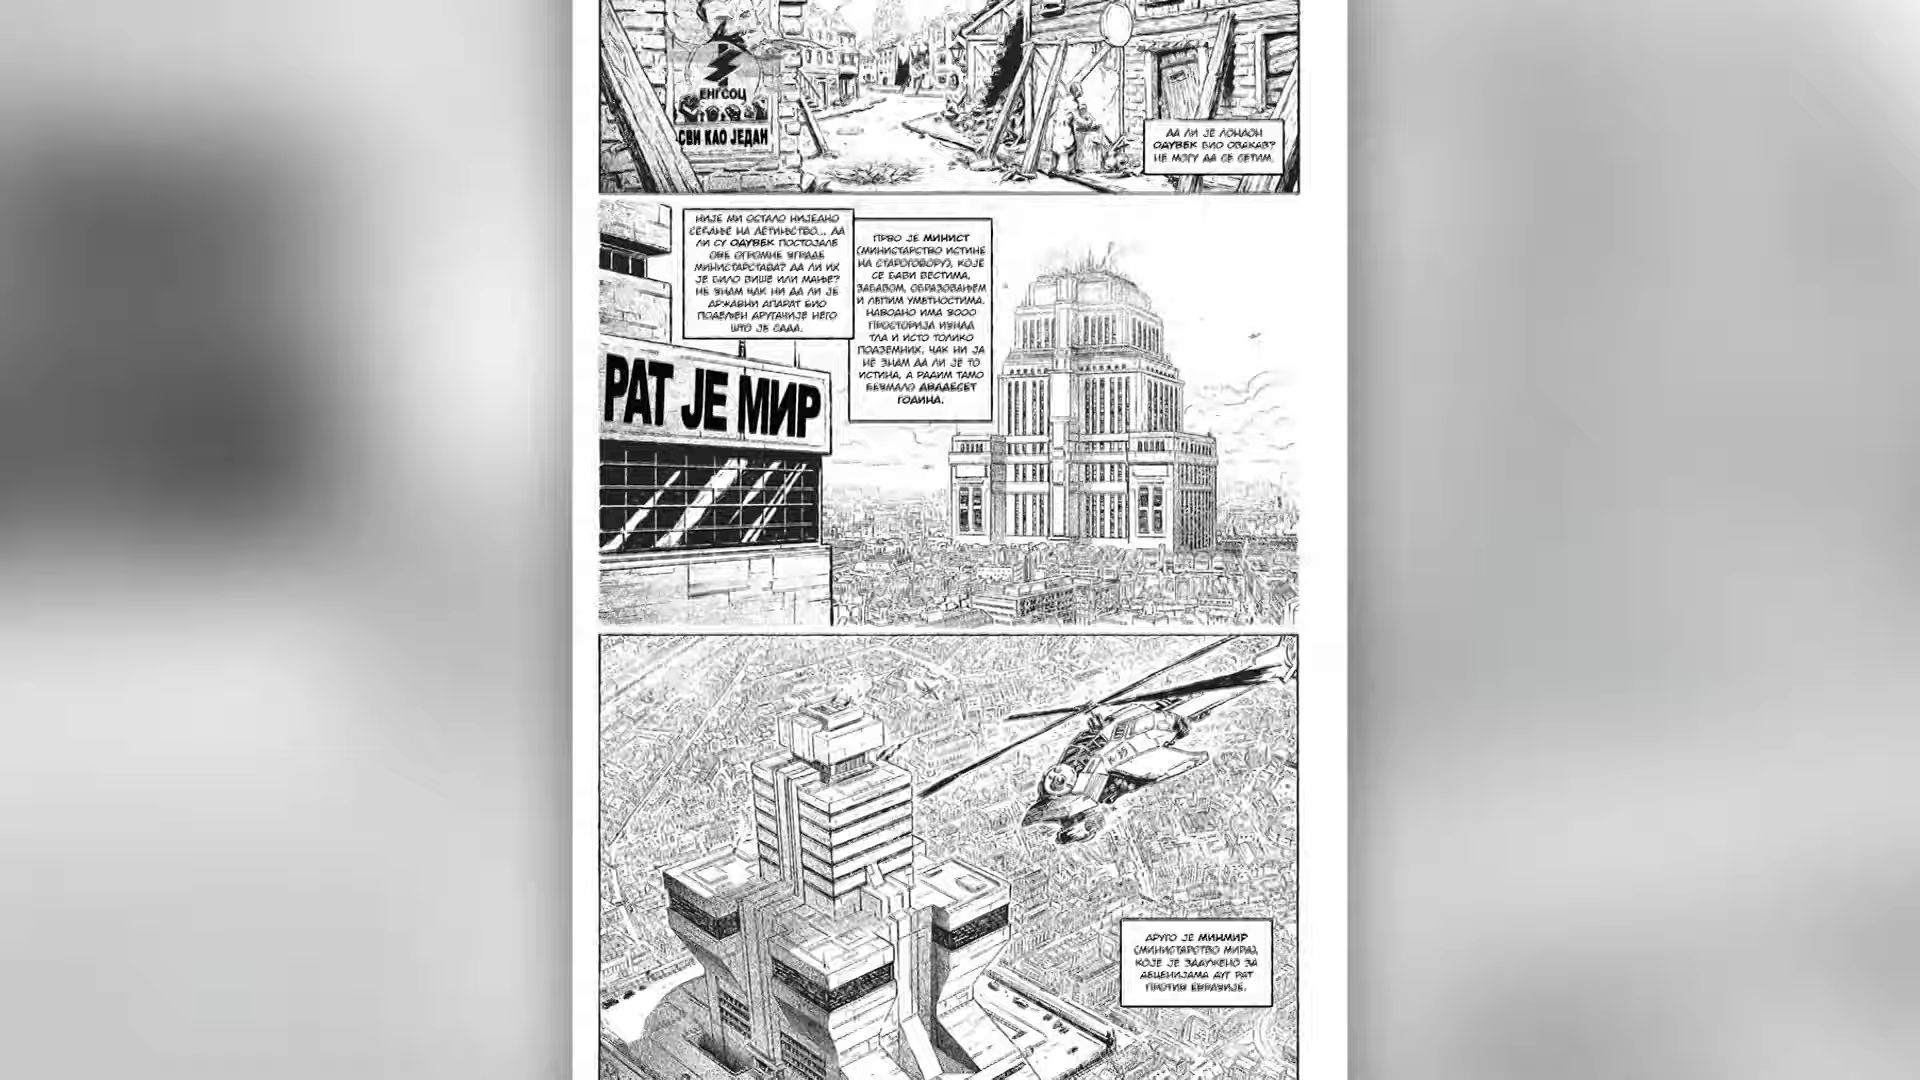 ЕНГСОЦ
СВИ КАО ЈЕДАН
ДА ЛИ ЈЕ ЛОНДОН
ОДУВЕК БИО ОВАКАВ?
НЕ МОГУ ДА СЕ СЕТИМ.
НИЈЕ МИ ОСТАЛО НИЈЕДНО
СЕЋАЊЕ НА ДЕТИЊСТВО... ДА
ЛИ СУ ОДУВЕК ПОСТОЈАЛЕ
ОВЕ ОГРОМНЕ ЗГРАДЕ
МИНИСТАРСТАВА? ДА ЛИ ИХ
ЈЕ БИЛО ВИШЕ ИЛИ МАЊЕ?
НЕ ЗНАМ ЧАК НИ ДА ЛИ ЈЕ
ДРЖАВНИ АПАРАТ БИО
ПОДЕЉЕН ДРУГАЧИЈЕ НЕГО
ШТО ЈЕ САДА.
ПРВО ЈЕ МИНИСТ
(МИНИСТАРСТВО ИСТИНЕ
НА СТАРОГОВОРУ), КОЈЕ
СЕ БАВИ ВЕСТИМА,
ЗАБАВОМ, ОБРАЗОВАЊЕМ
И ЛЕПИМ УМЕТНОСТИМА.
НАВОДНО ИМА 3000
ПРОСТОРИЈА ИЗНАД
ТЛА И ИСТО ТОЛИКО
ПОДЗЕМНИХ. ЧАК НИ ЈА
НЕ ЗНАМ ДА ЛИ ЈЕ ТО
ИСТИНА, А РАДИМ ТАМО
БЕЗМАЛО ДВАДЕСЕТ
ГОДИНА.
РАТ ЈЕ МИР
ДРУГО ЈЕ МИНМИР
(МИНИСТАРСТВО МИРА),
КОЈЕ ЈЕ ЗАДУЖЕНО ЗА
ДЕЦЕНИЈАМА ДУГ РАТ
ПРОТИВ ЕВРАЗИЈЕ.